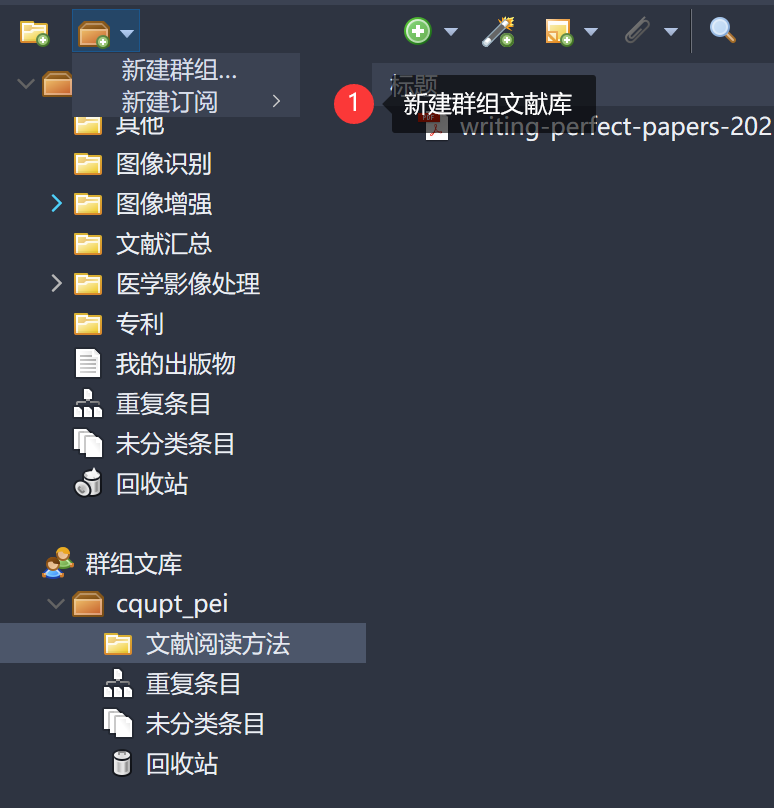 新建群组...
新建订阅
1
新建群组文献库
标题
其他
writing-perfect-papers-202
PDF
图像识别
图像增强
文献汇总
医学影像处理
专利
我的出版物
重复条目
未分类条目
回收站
群组文库
cqupt_pei
文献阅读方法
重复条目
未分类条目
回收站